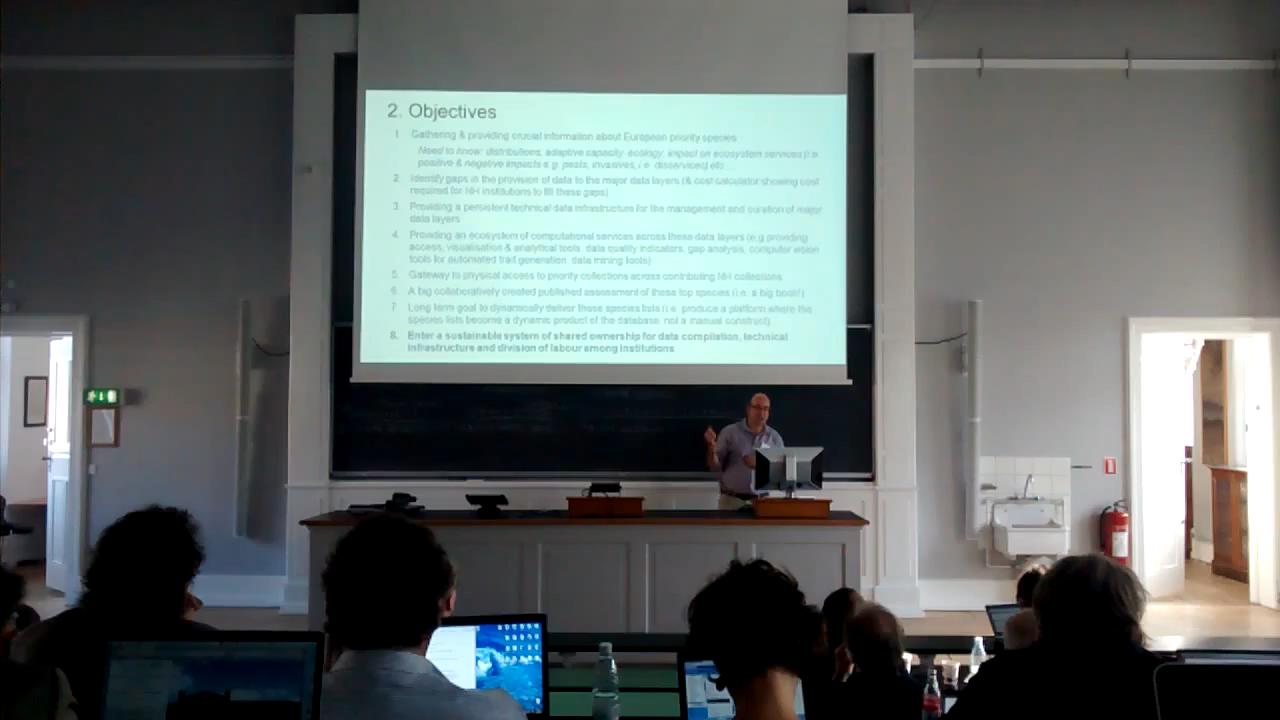 2. Objectives
1. Gathering & providing crucial information about European priority species
Need to know: distributions, adaptive capacity, ecology, impact on ecosystem services (i.e.
positive & negative impacts e.g. pests, invasives, i.e. disservices) etc...
2. Identify gaps in the provision of data to the major data layers (& cost calculator showing cost
required for NH institutions to fill these gaps)
3. Providing a persistent technical data infrastructure for the management and curation of major
data layers
4. Providing an ecosystem of computational services across these data layers (e.g providing
access, visualisation & analytical tools, data quality indicators, gap analysis, computer vision
tools for automated trait generation, data mining tools)
5. Gateway to physical access to priority collections across contributing NH collections
6. A big collaboratively created published assessment of these top species (i.e. a big book!)
7. Long term goal to dynamically deliver these species lists (i.e. produce a platform where the
species lists become a dynamic product of the database, not a manual construct)
8. Enter a sustainable system of shared ownership for data compilation, technical
infrastructure and division of labour among institutions